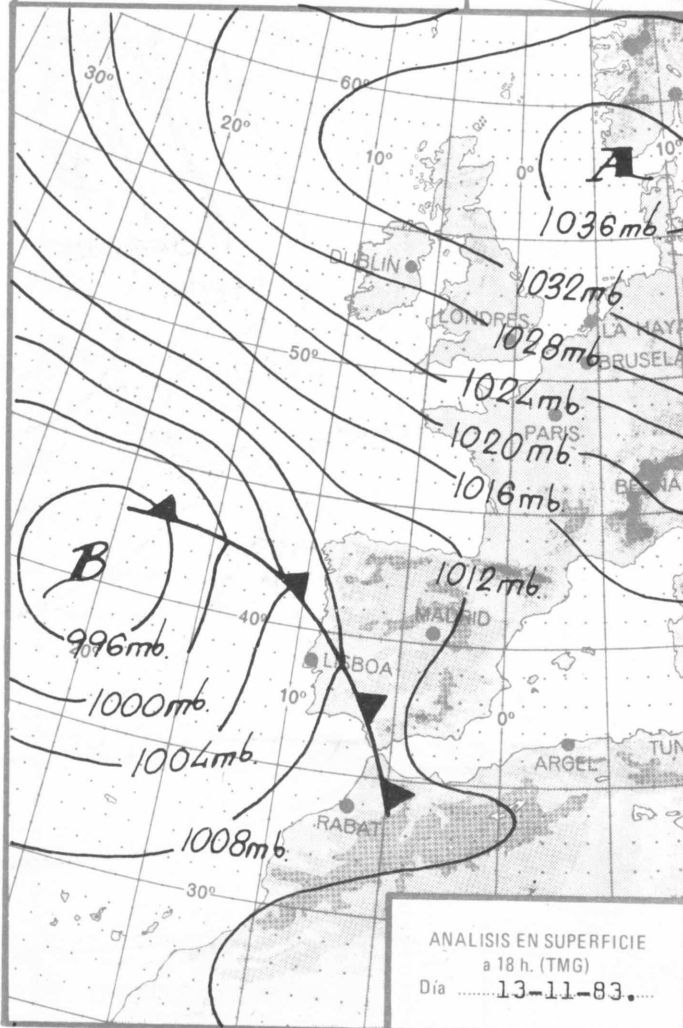 30º
60º
20º
10º
0º
10º
A
1036mb.
DUBLIN
1032mb
LONDRES
LA HAYA
1028mb
BRUSELA
50º
1024mb.
PARIS
1020mb.
1016mb.
BERNA
B
1012mb.
40º
MADRID
996mb.
LISBOA
1000mb.
10º
0º
1004mb.
ARGEL
TUN
RABAT
1008mb.
30º
ANALISIS EN SUPERFICIE
a 18 h. (TMG)
Día 13-11-83.